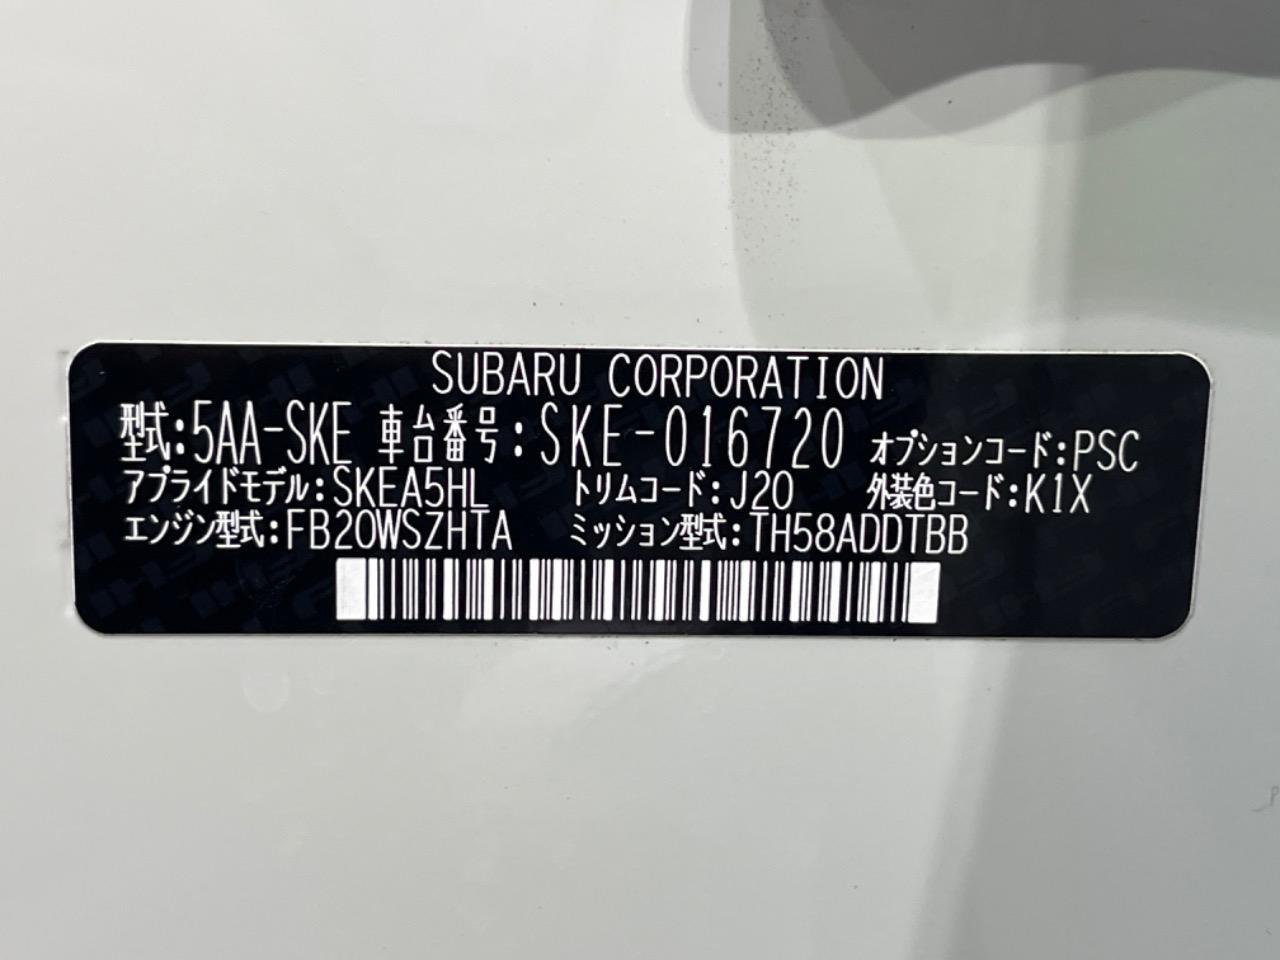 SUBARU CORPORATION
型式:5AA-SKE 車台番号:SKE-016720 オプションコード:PSC
アプライドモデル:SKEA5HL トリムコード:J20 外装色コード:K1X
エンジン型式:FB20WSZHTA ミッション型式:TH58ADDTBB